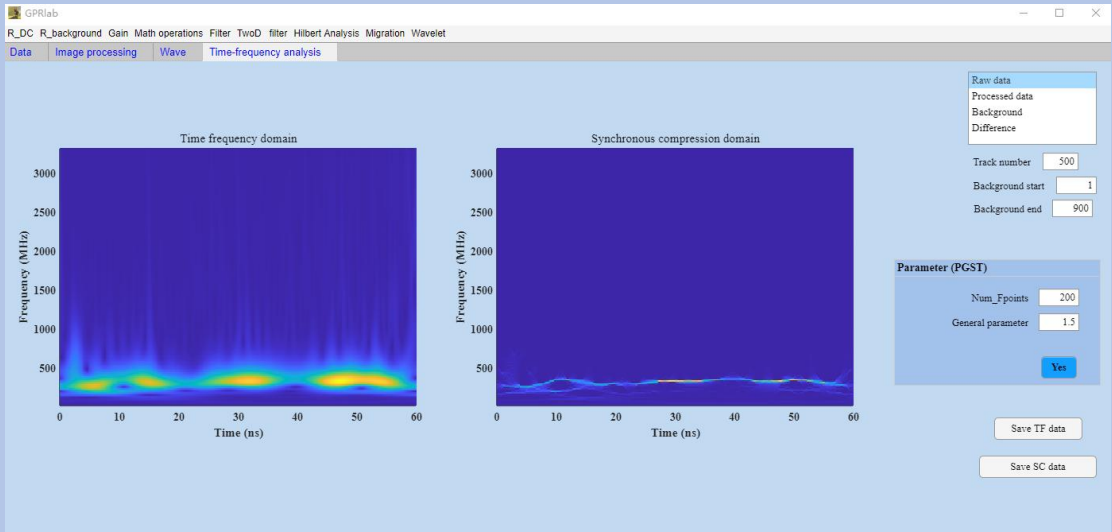 GPRlab
R_DC R_background Gain Math operations Filter TwoD filter Hilbert Analysis Migration Wavelet
Data Image processing Wave Time-frequency analysis
Raw data
Processed data
Background
Difference
Track number 500
Background start 1
Background end 900
Parameter (PGST)
Num_Fpoints 200
General parameter 1.5
Yes
Save TF data
Save SC data
Time frequency domain
Frequency (MHz)
3000
2500
2000
1500
1000
500
0 10 20 30 40 50 60
Time (ns)
Synchronous compression domain
Frequency (MHz)
3000
2500
2000
1500
1000
500
0 10 20 30 40 50 60
Time (ns)